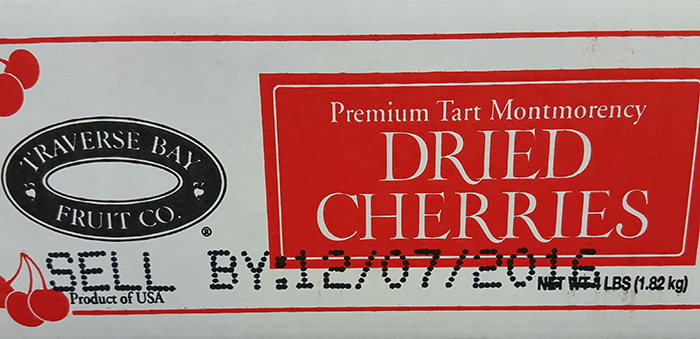 Premium Tart Montmorency
DRIED
CHERRIES
TRAVERSE BAY
FRUIT CO.
®
SELL BY:12/07/2016
Product of USA
NET WT 4 LBS (1.82 kg)